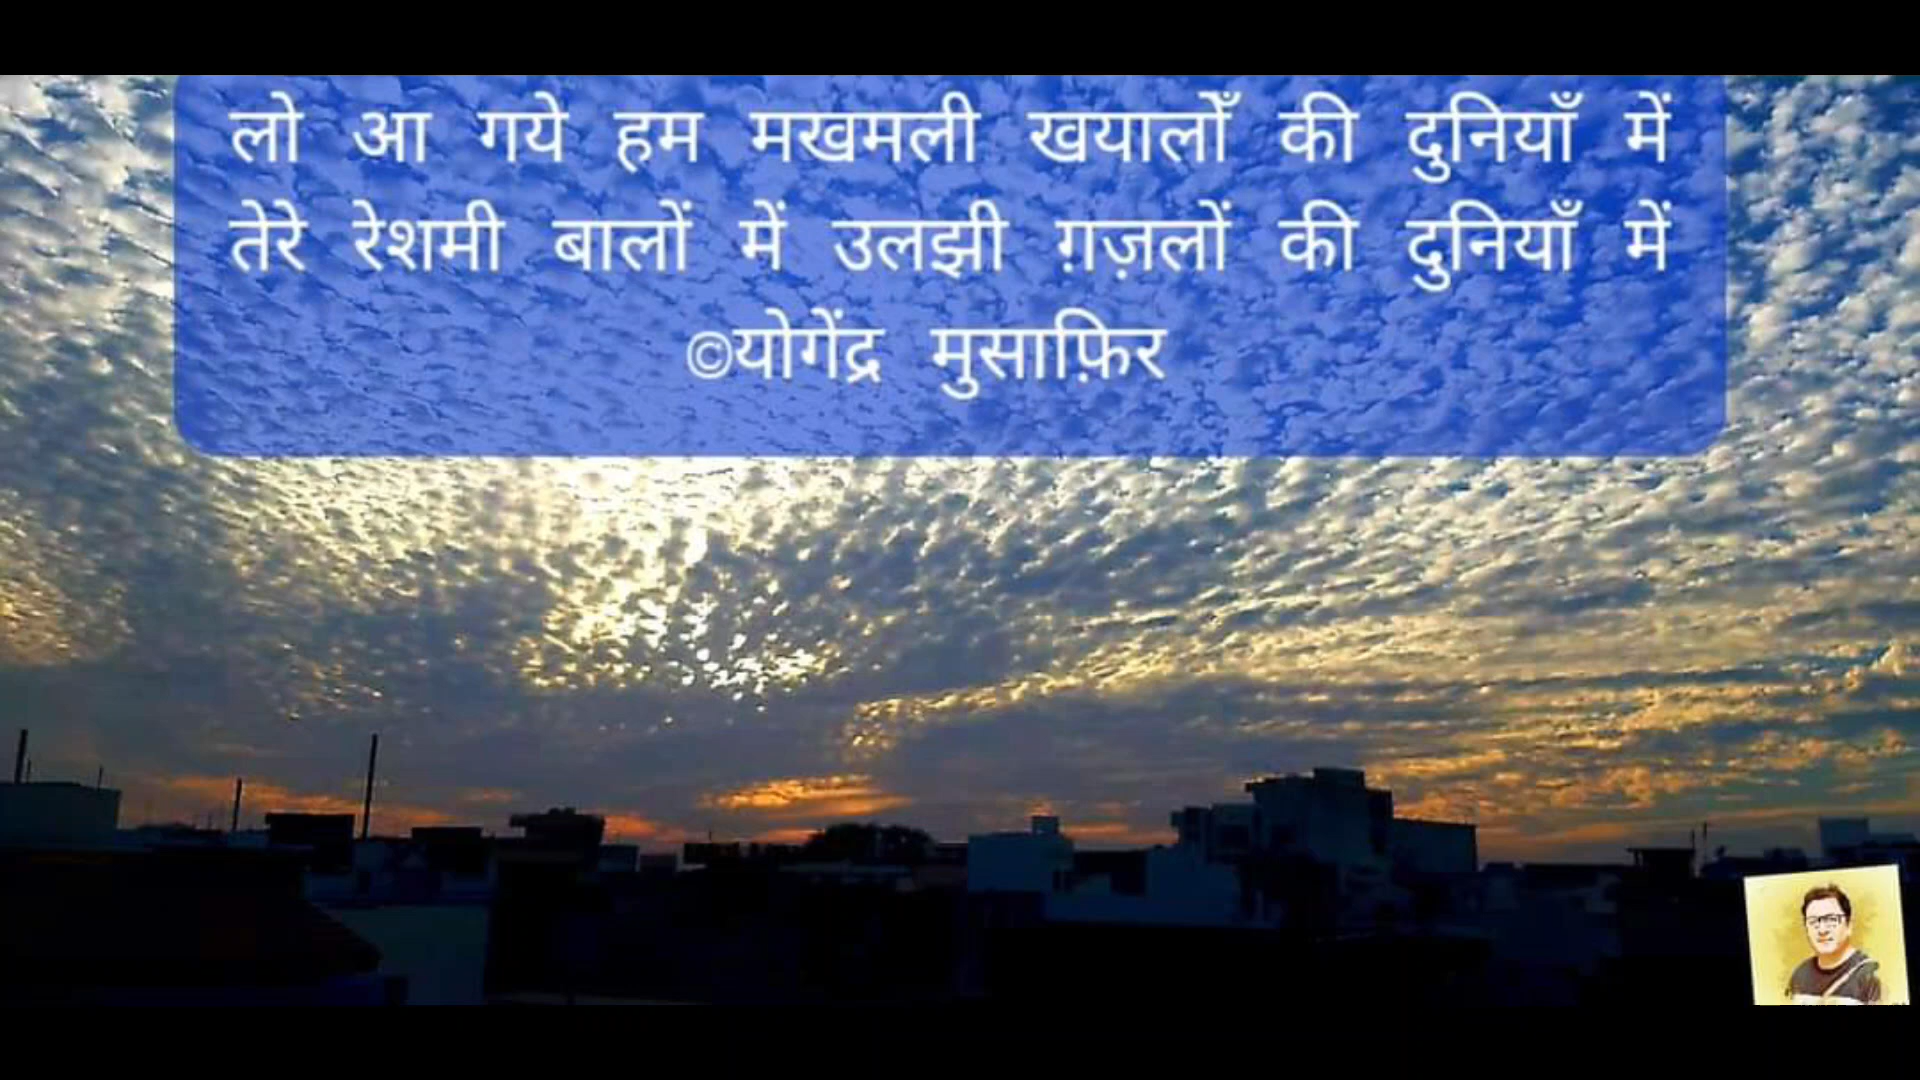 लो आ गये हम मखमली खयालोँ की दुनियाँ में
तेरे रेशमी बालों में उलझी ग़ज़लों की दुनियाँ में
©योगेंद्र मुसाफ़िर